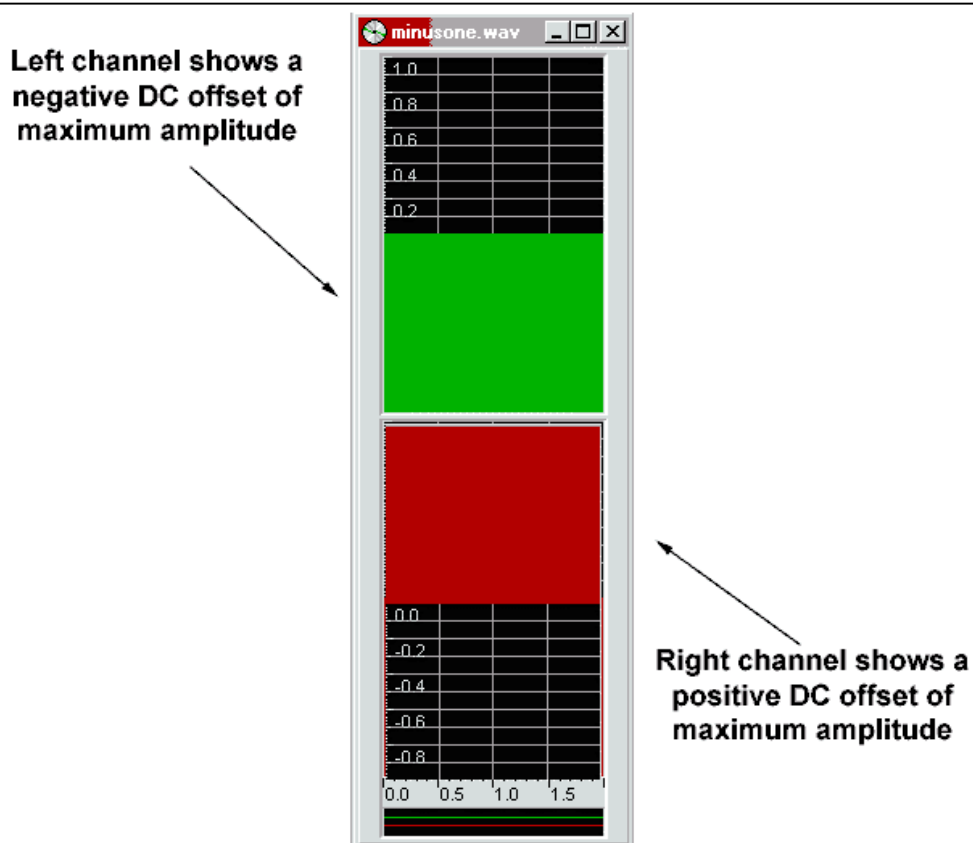 minusone.wav
Left channel shows a
negative DC offset of
maximum amplitude
1.0
0.8
0.6
0.4
0.2
0.0
-0.2
-0.4
-0.6
-0.8
0.0 0.5 1.0 1.5
Right channel shows a
positive DC offset of
maximum amplitude